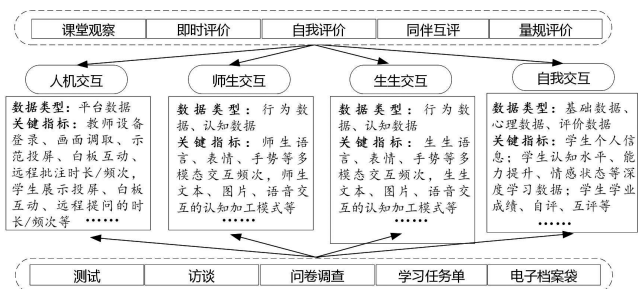 课堂观察 即时评价 自我评价 同伴互评 量规评价
人机交互
数据类型：平台数据
关键指标：教师设备
登录、画面调取、示
范投屏、白板互动、
远程批注时长/频次，
学生展示投屏、白板
互动、远程提问的时
长/频次等
······
师生交互
数据类型：行为数
据、认知数据
关键指标：师生语
言、表情、手势等多
模态交互频次，师生
文本、图片、语音交
互的认知加工模式等
······
生生交互
数据类型：行为数
据、认知数据
关键指标：生生语
言、表情、手势等多
模态交互频次，生生
文本、图片、语音交
互的认知加工模式等
······
自我交互
数据类型：基础数据、
心理数据、评价数据
关键指标：学生个人信
息；学生认知水平、能
力提升、情感状态等深
度学习数据；学生学业
成绩、自评、互评等
······
测试 访谈 问卷调查 学习任务单 电子档案袋